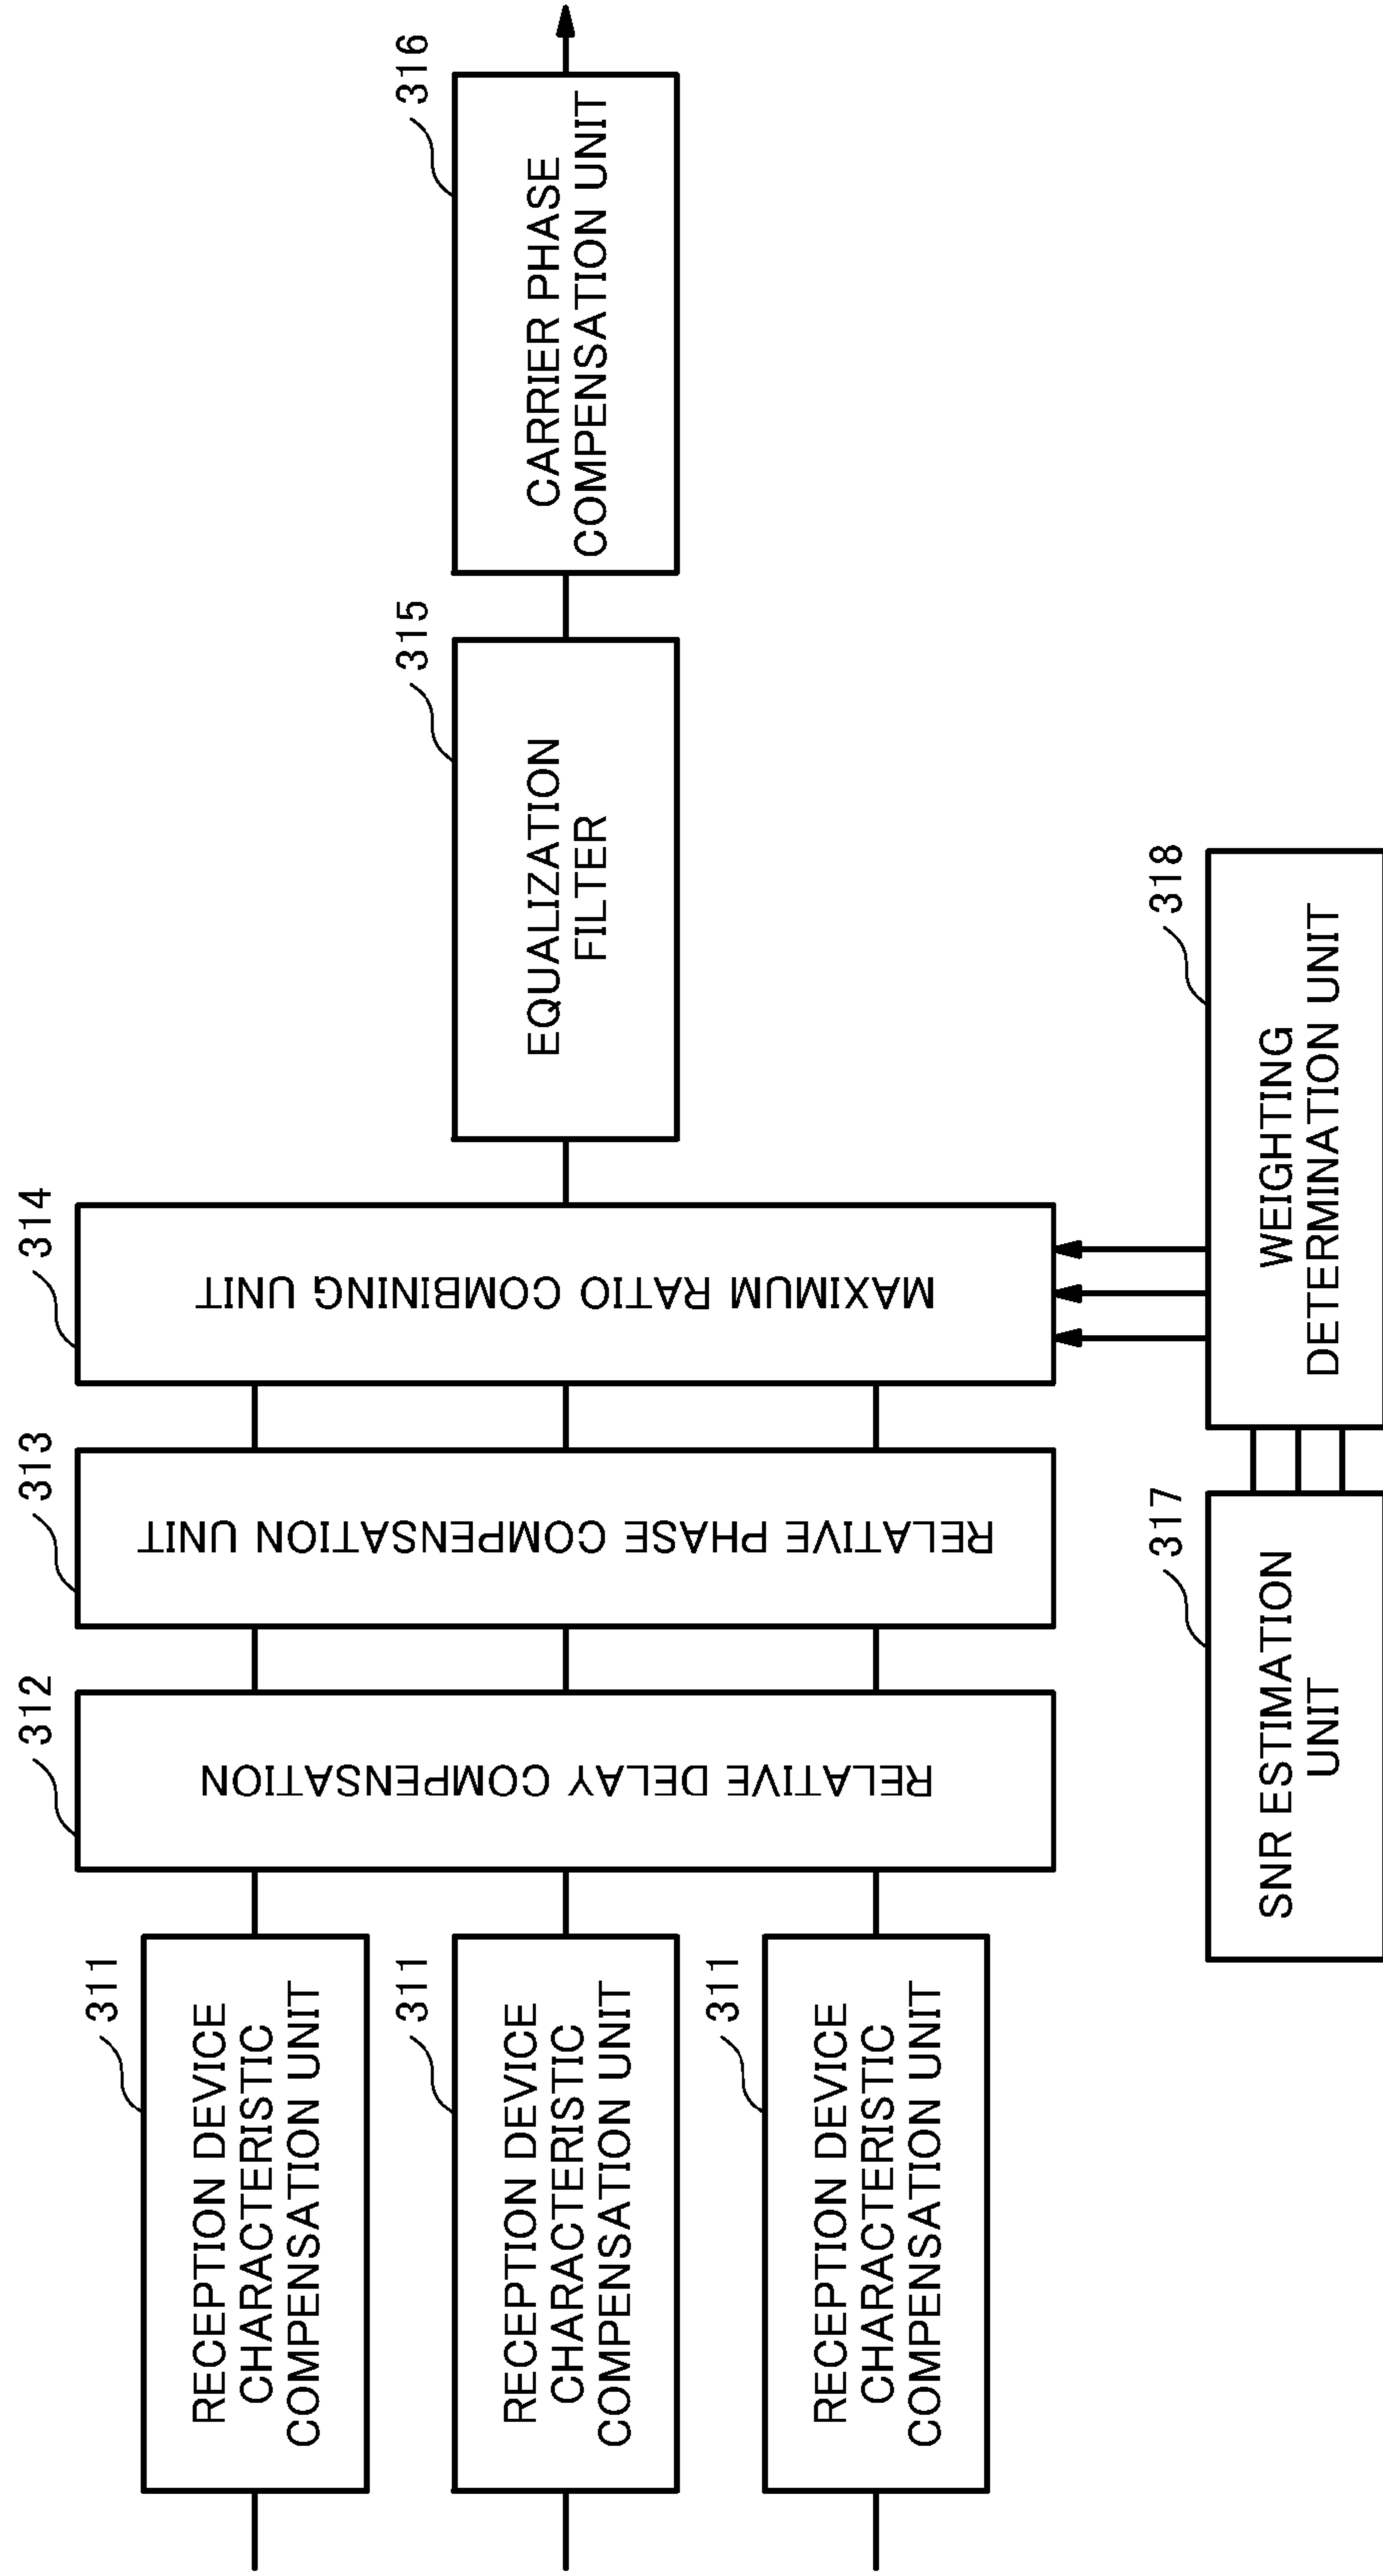 311
RECEPTION DEVICE
CHARACTERISTIC
COMPENSATION UNIT
311
RECEPTION DEVICE
CHARACTERISTIC
COMPENSATION UNIT
311
RECEPTION DEVICE
CHARACTERISTIC
COMPENSATION UNIT
312
RELATIVE DELAY COMPENSATION
313
RELATIVE PHASE COMPENSATION UNIT
314
MAXIMUM RATIO COMBINING UNIT
315
EQUALIZATION
FILTER
316
CARRIER PHASE
COMPENSATION UNIT
317
SNR ESTIMATION
UNIT
318
WEIGHTING
DETERMINATION UNIT